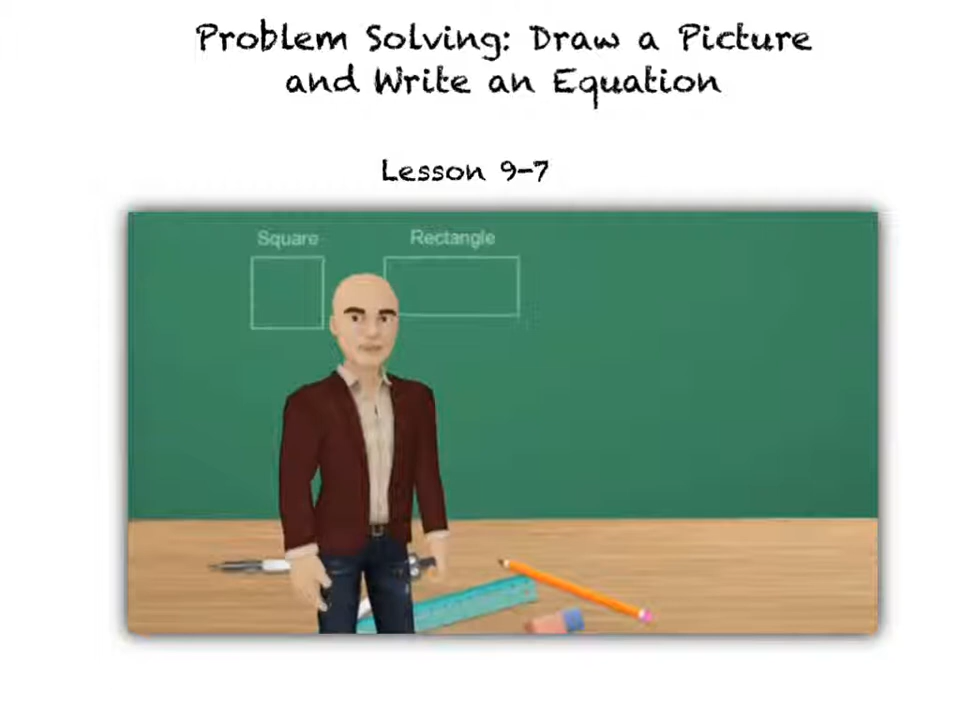 Problem Solving: Draw a Picture
and Write an Equation
Lesson 9-7
Square
Rectangle